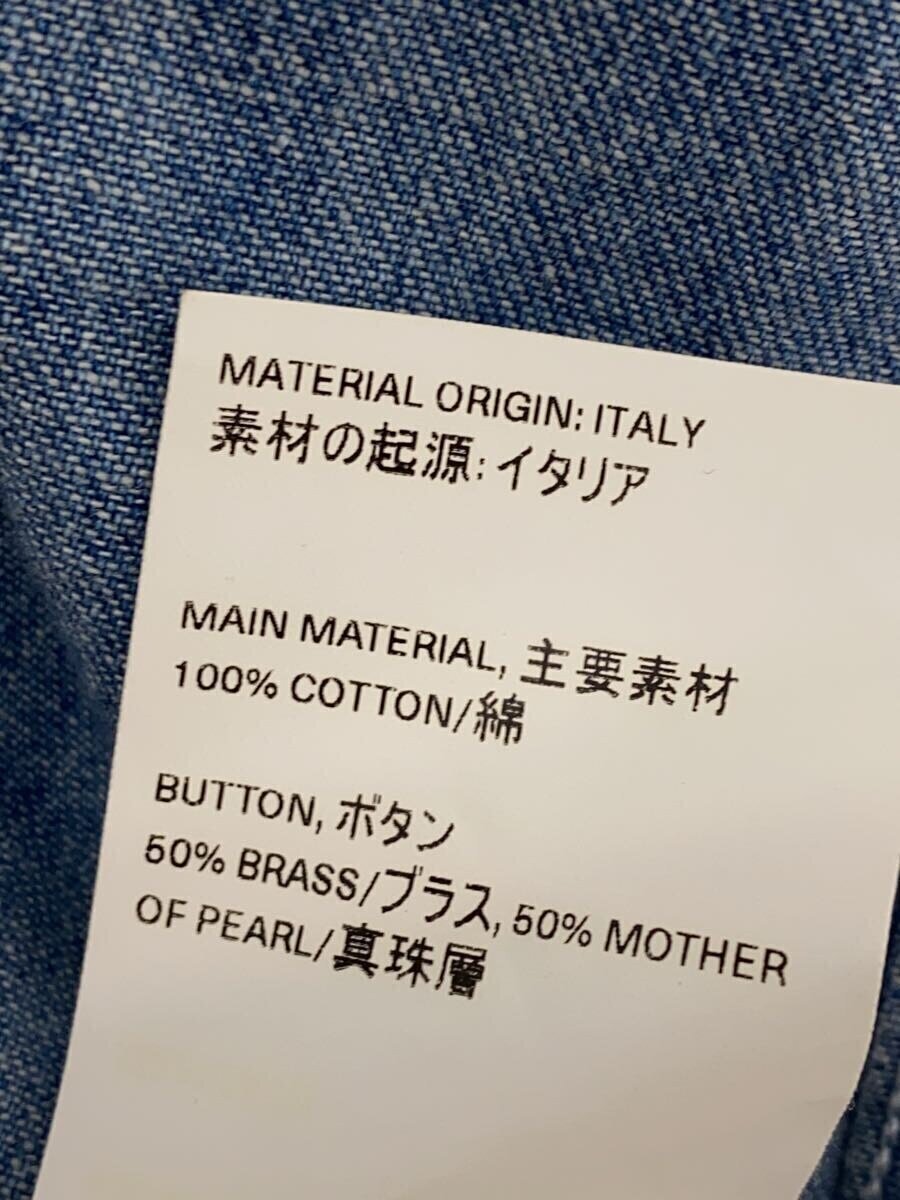 MATERIAL ORIGIN: ITALY
素材の起源: イタリア
MAIN MATERIAL, 主要素材
100% COTTON/綿
BUTTON, ボタン
50% BRASS/ブラス, 50% MOTHER
OF PEARL/真珠層